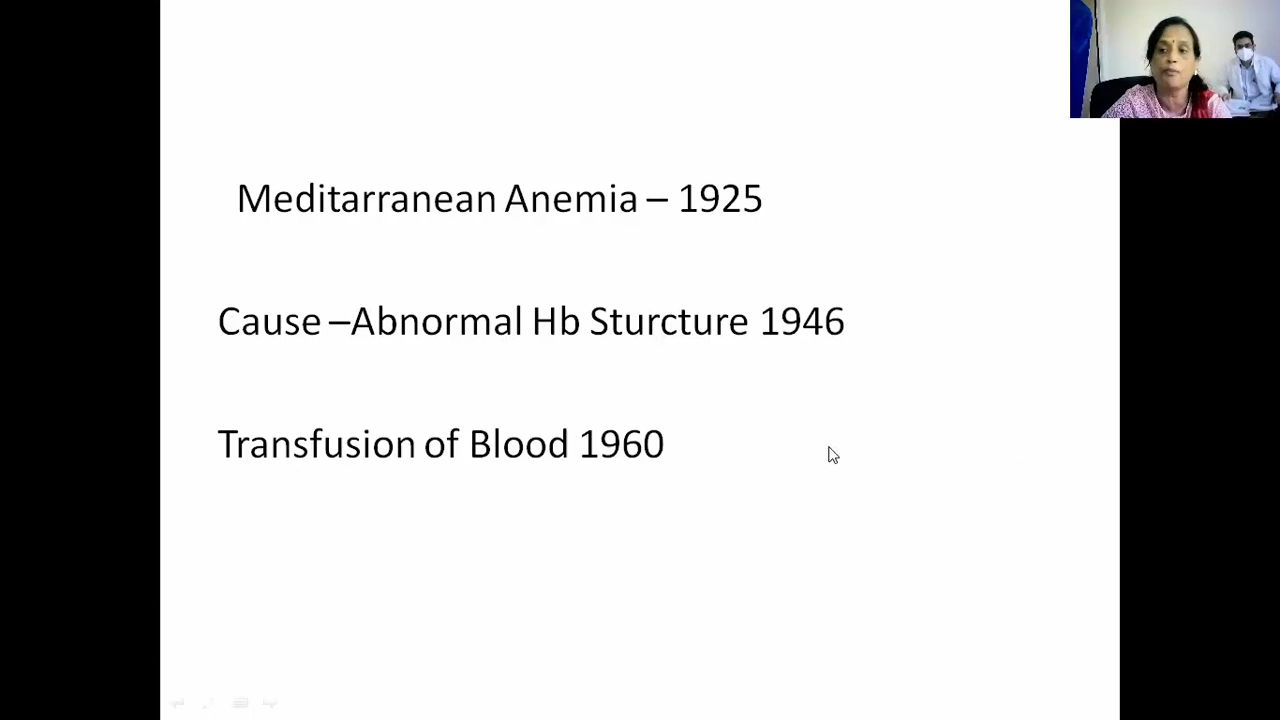 Meditarranean Anemia – 1925
Cause –Abnormal Hb Sturcture 1946
Transfusion of Blood 1960